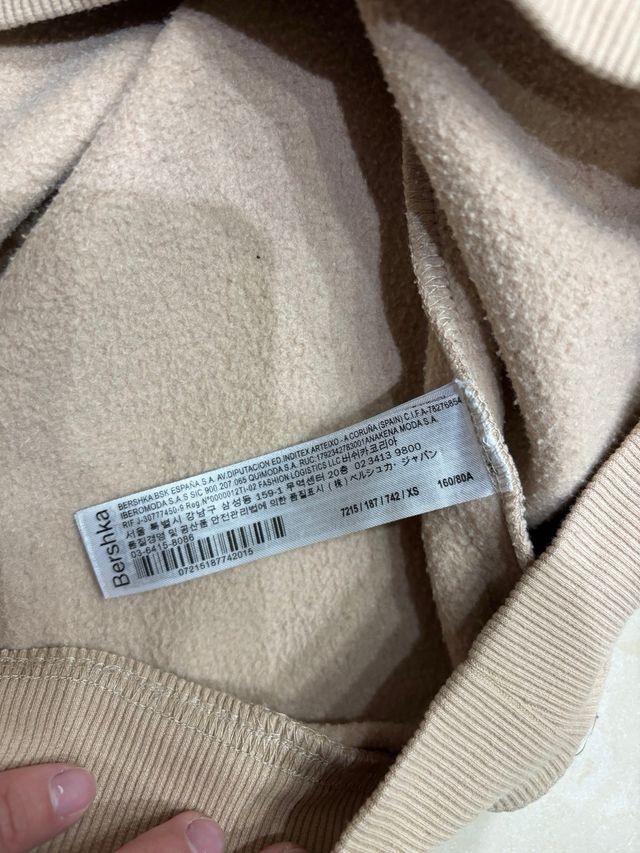 Bershka
BERSHKA BSK ESPAÑA S.A. AV.DIPUTACION ED.INDITEX ARTEIXO - A CORUÑA (SPAIN) C.I.F.A-78276854
IBEROMODA S.A.S SIC 900.207.065 QUIMODA S.A. RUC:1792342783001ANAKENA MODA S.A.
RIF J-30777450-9 Reg N°0000012T1-02 FASHION LOGISTICS LLC 버쉬카코리아
서울 특별시 강남구 삼성동 159-1 무역센터 20층 023413 9800
품질경영 및 공산품 안전관리법에 의한 품질표시 (株) ベルシュカ・ジャパン
03-6415-8086
7215 / 187 / 742 / XS 160/80A
07215187742015